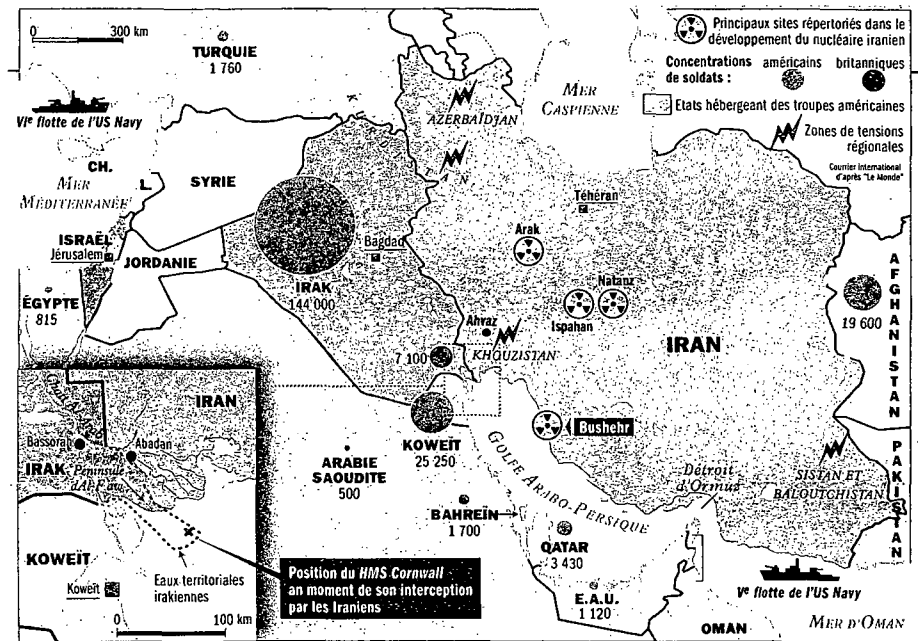 0 300 km
TURQUIE
1 760
VIe flotte de l'US Navy
Principaux sites répertoriés dans le
développement du nucléaire iranien
Concentrations américains britanniques
de soldats :
Etats hébergeant des troupes américaines
Zones de tensions
régionales
Courrier international
d'après "Le Monde"
MER
CASPIENNE
AZERBAÏDJAN
CH.
MER
MÉDITERRANÉE
L.
SYRIE
ISRAËL
Jérusalem
JORDANIE
ÉGYPTE
815
Bagdad
IRAK
144 000
7 100
Téhéran
Arak
Natanz
Ispahan
Ahvaz
KHOUZISTAN
IRAN
AFGHANISTAN
19 600
PAKISTAN
Bushehr
KOWEÏT
25 250
ARABIE
SAOUDITE
500
BAHREÏN
1 700
GOLFE ARABO-PERSIQUE
QATAR
3 430
E.A.U.
1 120
Détroit
d'Ormuz
SISTAN ET
BALOUTCHISTAN
Ve flotte de l'US Navy
OMAN
MER D'OMAN
IRAN
Bassorah
Abadan
IRAK
Péninsule
d'Al-Faw
KOWEÏT
Koweït
Eaux territoriales
irakiennes
0 100 km
Position du HMS Cornwall
an moment de son interception
par les Iraniens